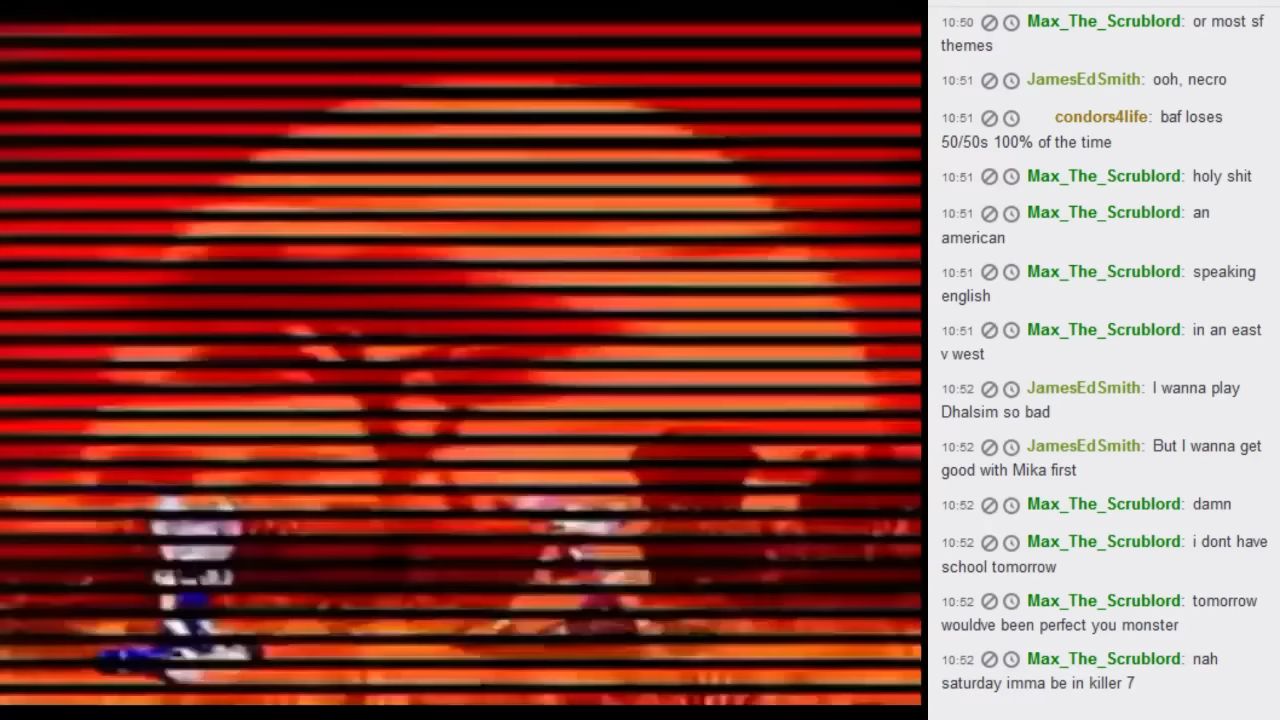 10:50 Max_The_Scrublord: or most sf
themes
10:51 JamesEdSmith: ooh, necro
10:51 condors4life: baf loses
50/50s 100% of the time
10:51 Max_The_Scrublord: holy shit
10:51 Max_The_Scrublord: an
american
10:51 Max_The_Scrublord: speaking
english
10:51 Max_The_Scrublord: in an east
v west
10:52 JamesEdSmith: I wanna play
Dhalsim so bad
10:52 JamesEdSmith: But I wanna get
good with Mika first
10:52 Max_The_Scrublord: damn
10:52 Max_The_Scrublord: i dont have
school tomorrow
10:52 Max_The_Scrublord: tomorrow
wouldve been perfect you monster
10:52 Max_The_Scrublord: nah
saturday imma be in killer 7